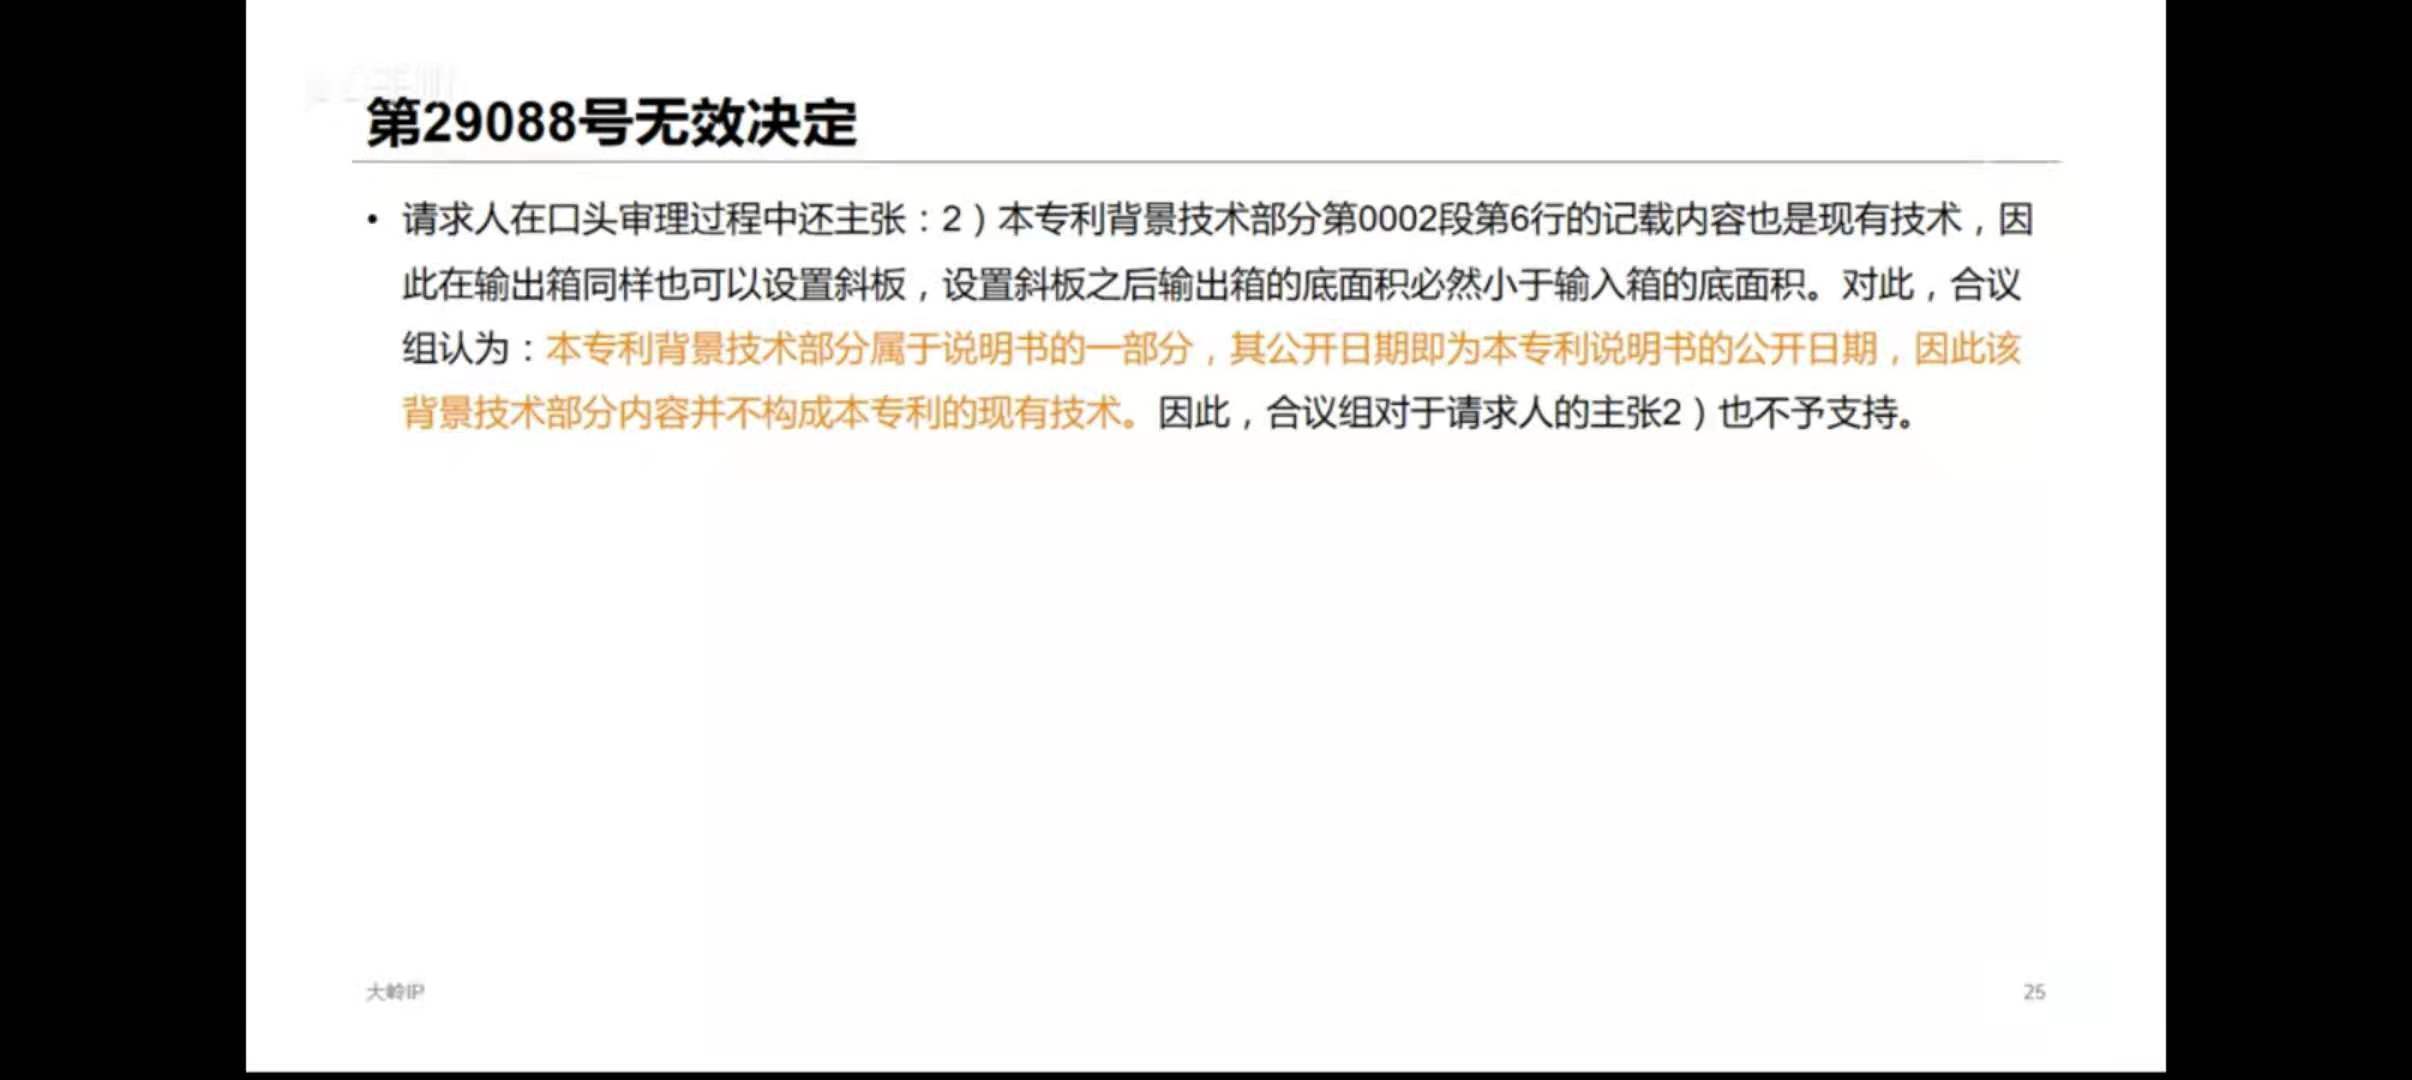 第29088号无效决定
• 请求人在口头审理过程中还主张：2）本专利背景技术部分第0002段第6行的记载内容也是现有技术，因
此在输出箱同样也可以设置斜板，设置斜板之后输出箱的底面积必然小于输入箱的底面积。对此，合议
组认为：本专利背景技术部分属于说明书的一部分，其公开日期即为本专利说明书的公开日期，因此该
背景技术部分内容并不构成本专利的现有技术。因此，合议组对于请求人的主张2）也不予支持。
大岭IP
25